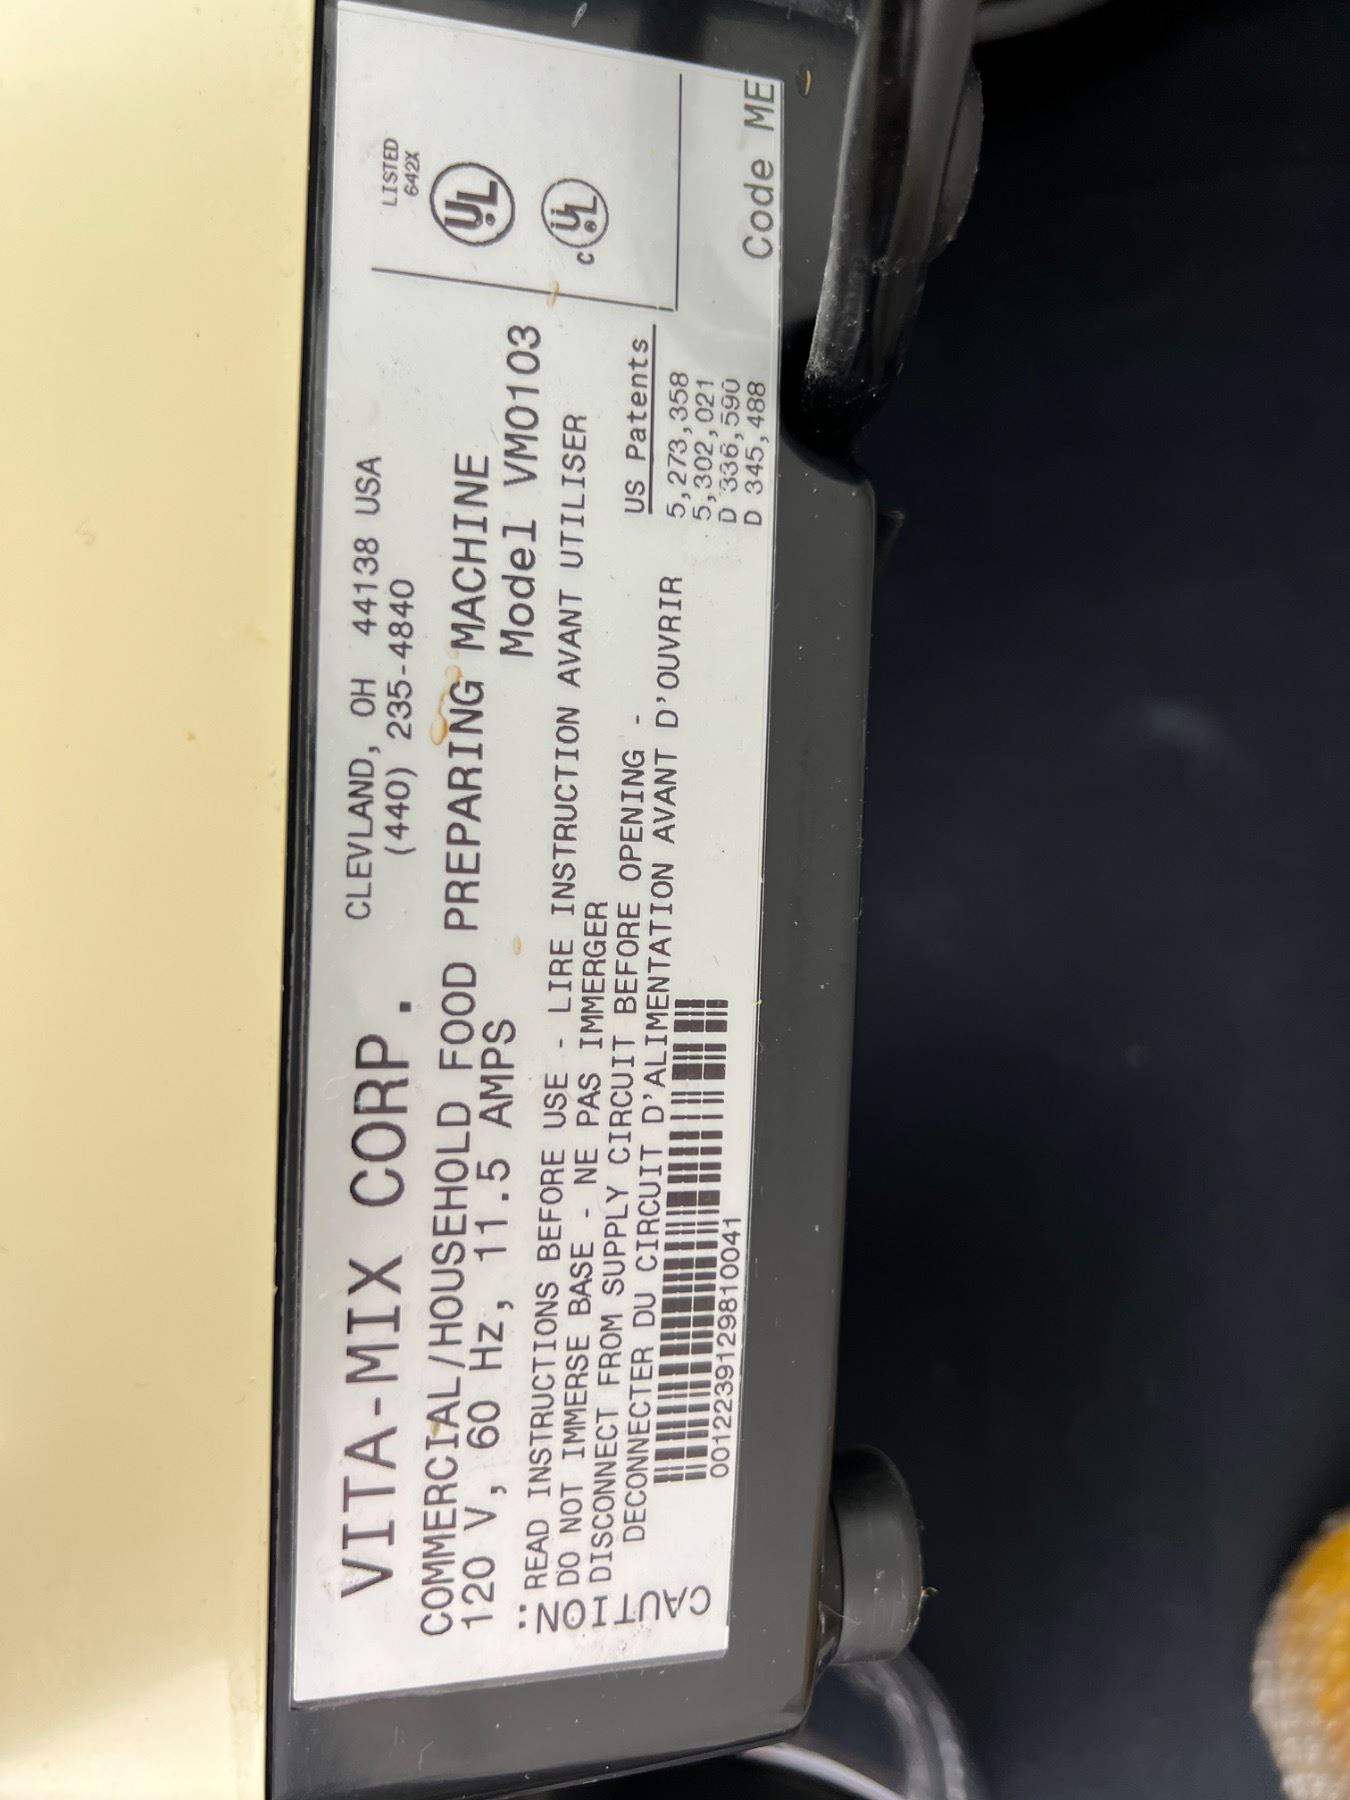 VITA-MIX CORP.
CLEVLAND, OH 44138 USA
(440) 235-4840
COMMERCIAL/HOUSEHOLD FOOD PREPARING MACHINE
120 V, 60 Hz, 11.5 AMPS
Model VM0103
CAUTION:
READ INSTRUCTIONS BEFORE USE - LIRE INSTRUCTION AVANT UTILISER
DO NOT IMMERSE BASE - NE PAS IMMERGER
DISCONNECT FROM SUPPLY CIRCUIT BEFORE OPENING -
DECONNECTER DU CIRCUIT D'ALIMENTATION AVANT D'OUVRIR
0012239129810041
US Patents
5,273,358
5,302,021
D 336,590
D 345,488
LISTED
642X
UL
c UL
Code ME